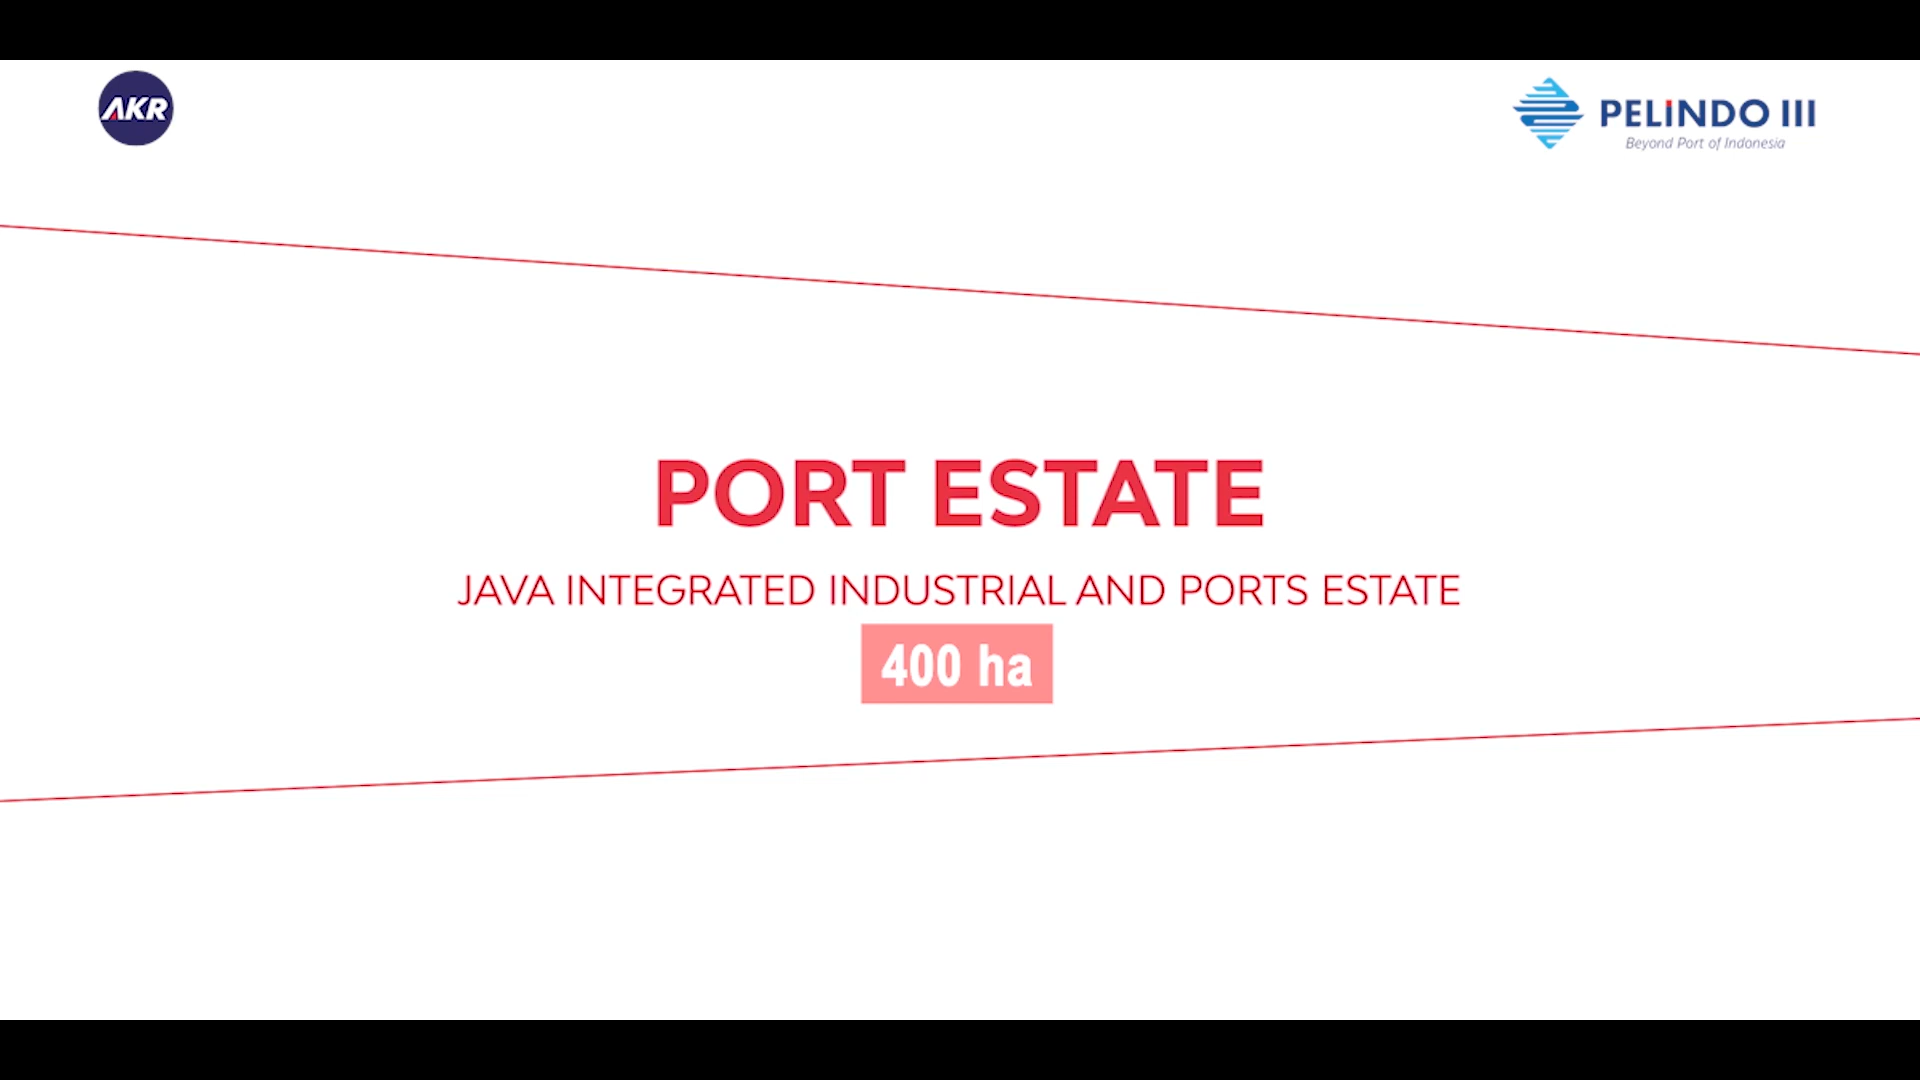 AKR
PELINDO III
Beyond Port of Indonesia
PORT ESTATE
JAVA INTEGRATED INDUSTRIAL AND PORTS ESTATE
400 ha